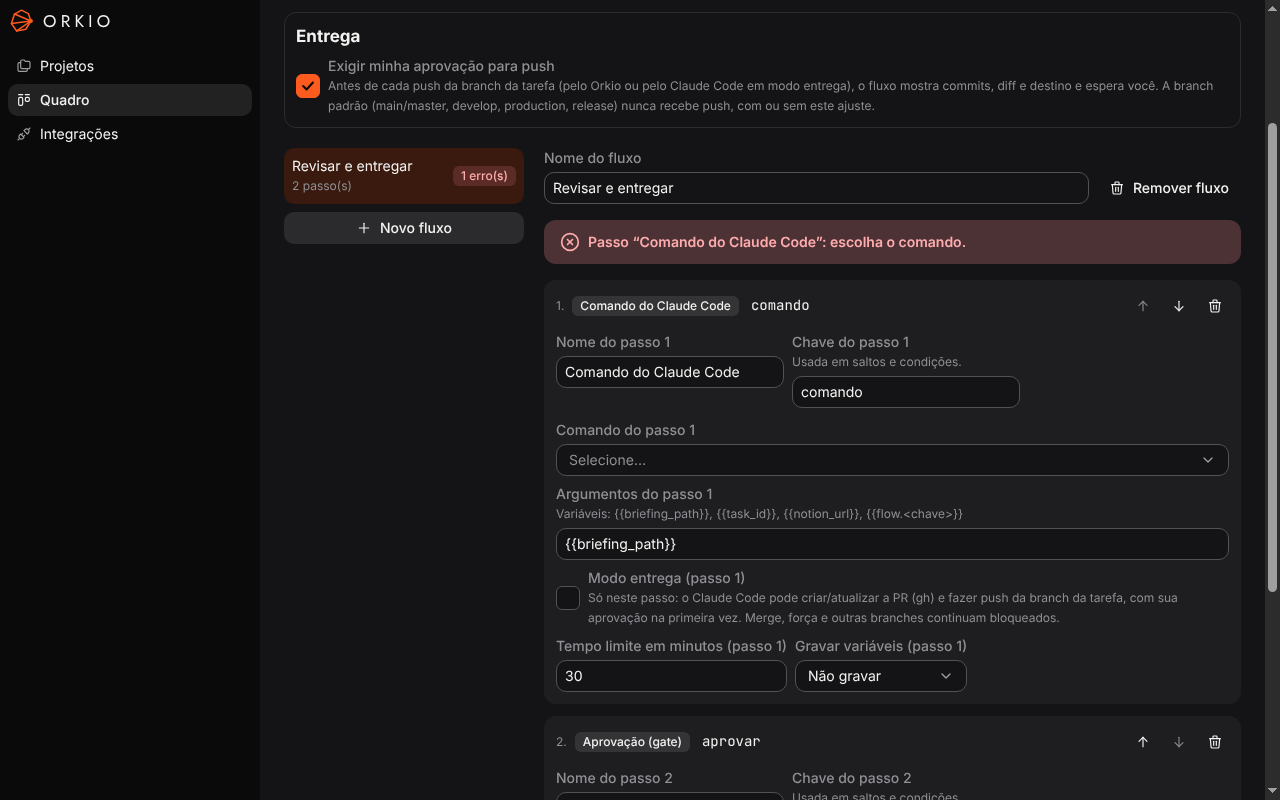 ORKIO
Projetos
Quadro
Integrações
Entrega
Exigir minha aprovação para push
Antes de cada push da branch da tarefa (pelo Orkio ou pelo Claude Code em modo entrega), o fluxo mostra commits, diff e destino e espera você. A branch
padrão (main/master, develop, production, release) nunca recebe push, com ou sem este ajuste.
Revisar e entregar
2 passo(s)
1 erro(s)
Novo fluxo
Nome do fluxo
Revisar e entregar
Remover fluxo
Passo “Comando do Claude Code”: escolha o comando.
1. Comando do Claude Code comando
Nome do passo 1
Comando do Claude Code
Chave do passo 1
Usada em saltos e condições.
comando
Comando do passo 1
Selecione...
Argumentos do passo 1
Variáveis: {{briefing_path}}, {{task_id}}, {{notion_url}}, {{flow.<chave>}}
{{briefing_path}}
Modo entrega (passo 1)
Só neste passo: o Claude Code pode criar/atualizar a PR (gh) e fazer push da branch da tarefa, com sua
aprovação na primeira vez. Merge, força e outras branches continuam bloqueados.
Tempo limite em minutos (passo 1)
30
Gravar variáveis (passo 1)
Não gravar
2. Aprovação (gate) aprovar
Nome do passo 2
Chave do passo 2
Usada em saltos e condições.